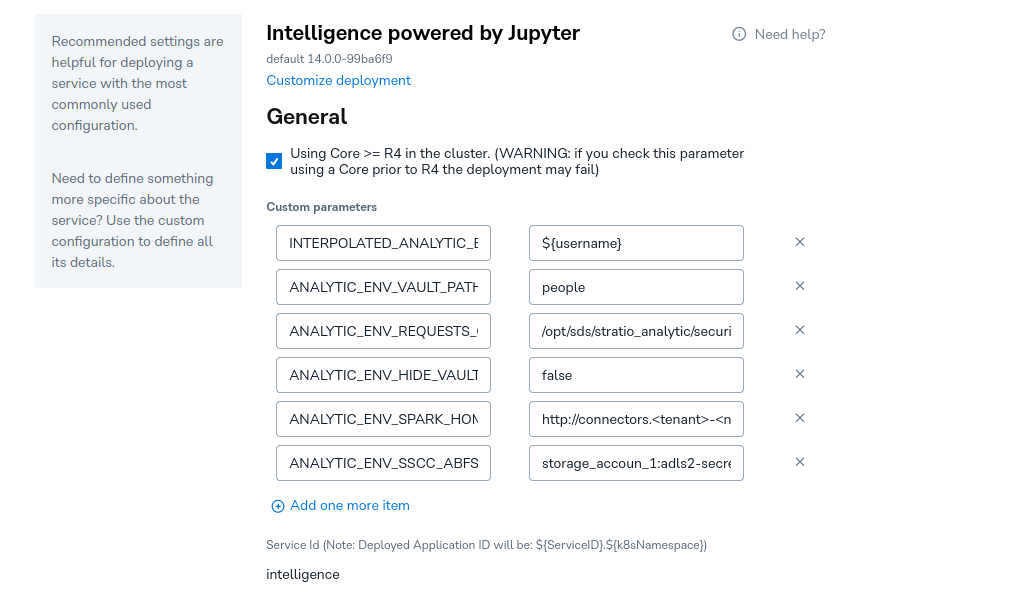 Recommended settings are
helpful for deploying a
service with the most
commonly used
configuration.
Need to define something
more specific about the
service? Use the custom
configuration to define all
its details.
Intelligence powered by Jupyter
Need help?
default 14.0.0-99ba6f9
Customize deployment
General
Using Core >= R4 in the cluster. (WARNING: if you check this parameter
using a Core prior to R4 the deployment may fail)
Custom parameters
INTERPOLATED_ANALYTIC_E ${username}
ANALYTIC_ENV_VAULT_PATH people
ANALYTIC_ENV_REQUESTS_ /opt/sds/stratio_analytic/securi
ANALYTIC_ENV_HIDE_VAULT false
ANALYTIC_ENV_SPARK_HOM http://connectors.<tenant>-<n
ANALYTIC_ENV_SSCC_ABFS storage_accoun_1:adls2-secre
Add one more item
Service Id (Note: Deployed Application ID will be: ${ServiceID}.${k8sNamespace})
intelligence